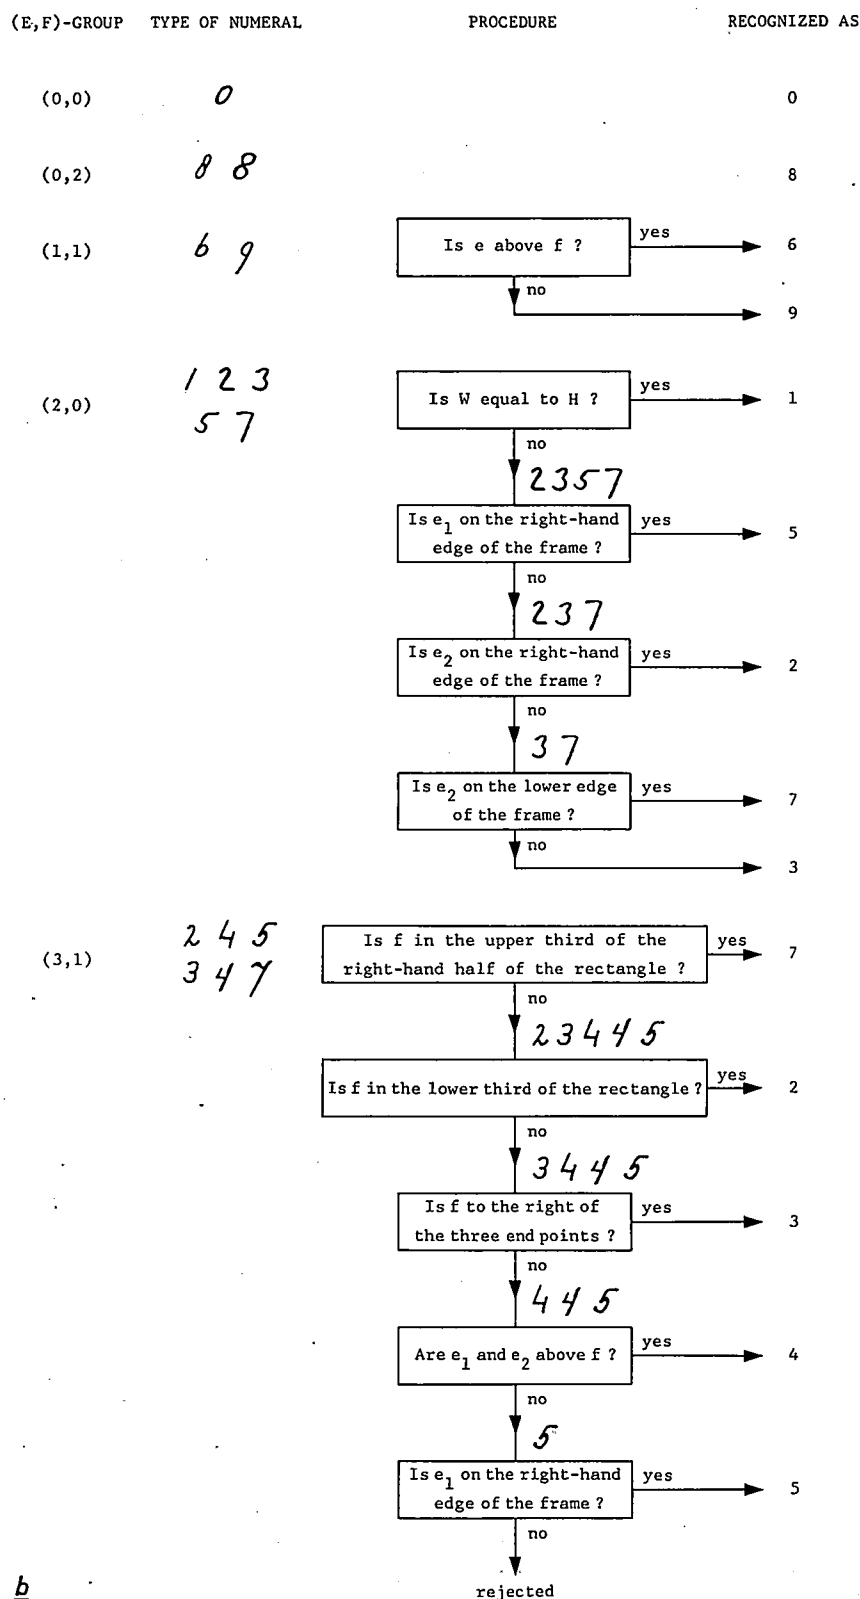 (E,F)-GROUP TYPE OF NUMERAL PROCEDURE RECOGNIZED AS
(0,0) 0 0
(0,2) 8 8 8
(1,1) 6 9 Is e above f ? yes 6
no
9
1 2 3
(2,0) Is W equal to H ? yes 1
5 7
no
2 3 5 7
Is e1 on the right-hand yes
edge of the frame ? 5
no
2 3 7
Is e2 on the right-hand yes
edge of the frame ? 2
no
3 7
Is e2 on the lower edge yes
of the frame ? 7
no
3
2 4 5 Is f in the upper third of the yes
(3,1) 7
3 4 7 right-hand half of the rectangle ?
no
2 3 4 4 5
Is f in the lower third of the rectangle ? yes 2
no
3 4 4 5
Is f to the right of yes
the three end points ? 3
no
4 4 5
Are e1 and e2 above f ? yes 4
no
5
Is e1 on the right-hand yes
edge of the frame ? 5
no
b rejected